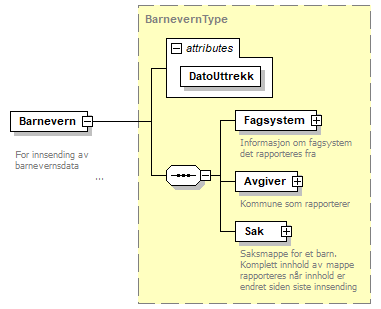 BarnevernType
attributes
DatoUttrekk
Barnevern
For innsending av
barnevernsdata
...
Fagsystem
Informasjon om fagsystem
det rapporteres fra
Avgiver
Kommune som rapporterer
Sak
Saksmappe for et barn.
Komplett innhold av mappe
rapporteres når innhold er
endret siden siste innsending